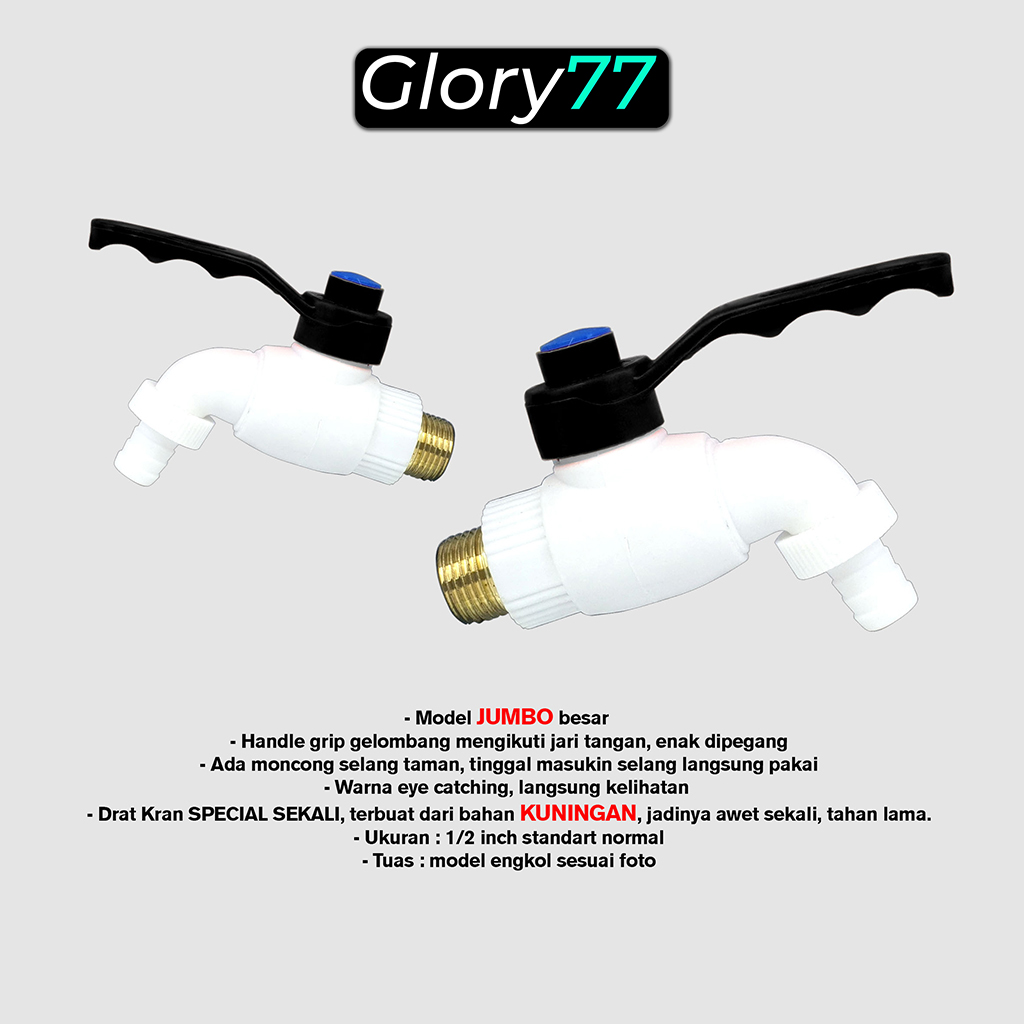 Glory77
- Model JUMBO besar
- Handle grip gelombang mengikuti jari tangan, enak dipegang
- Ada moncong selang taman, tinggal masukin selang langsung pakai
- Warna eye catching, langsung kelihatan
- Drat Kran SPECIAL SEKALI, terbuat dari bahan KUNINGAN, jadinya awet sekali, tahan lama.
- Ukuran : 1/2 inch standart normal
- Tuas : model engkol sesuai foto